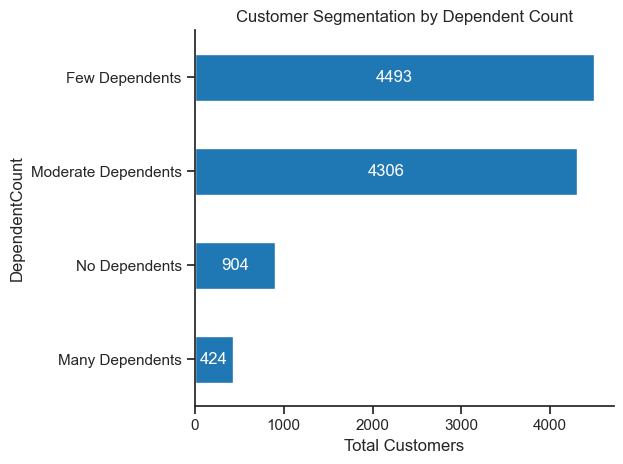 Customer Segmentation by Dependent Count
DependentCount
Few Dependents
4493
Moderate Dependents
4306
No Dependents
904
Many Dependents
424
0 1000 2000 3000 4000
Total Customers